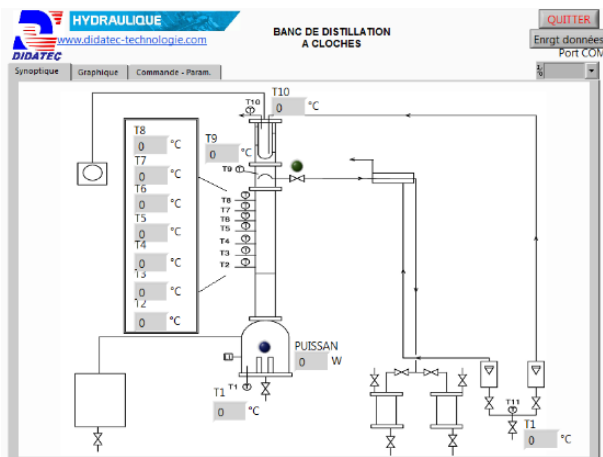 HYDRAULIQUE
www.didatec-technologie.com
DIDATEC
BANC DE DISTILLATION
A CLOCHES
QUITTER
Enrgt données
Port COM
Synoptique
Graphique
Commande - Param.
T10
T10
0 °C
T8
0 °C
T7
0 °C
T6
0 °C
T5
0 °C
T4
0 °C
T3
0 °C
T2
0 °C
T9
0 °C
T9
T8
T7
T6
T5
T4
T3
T2
PUISSAN
0 W
T1
T1
0 °C
T11
T1
0 °C